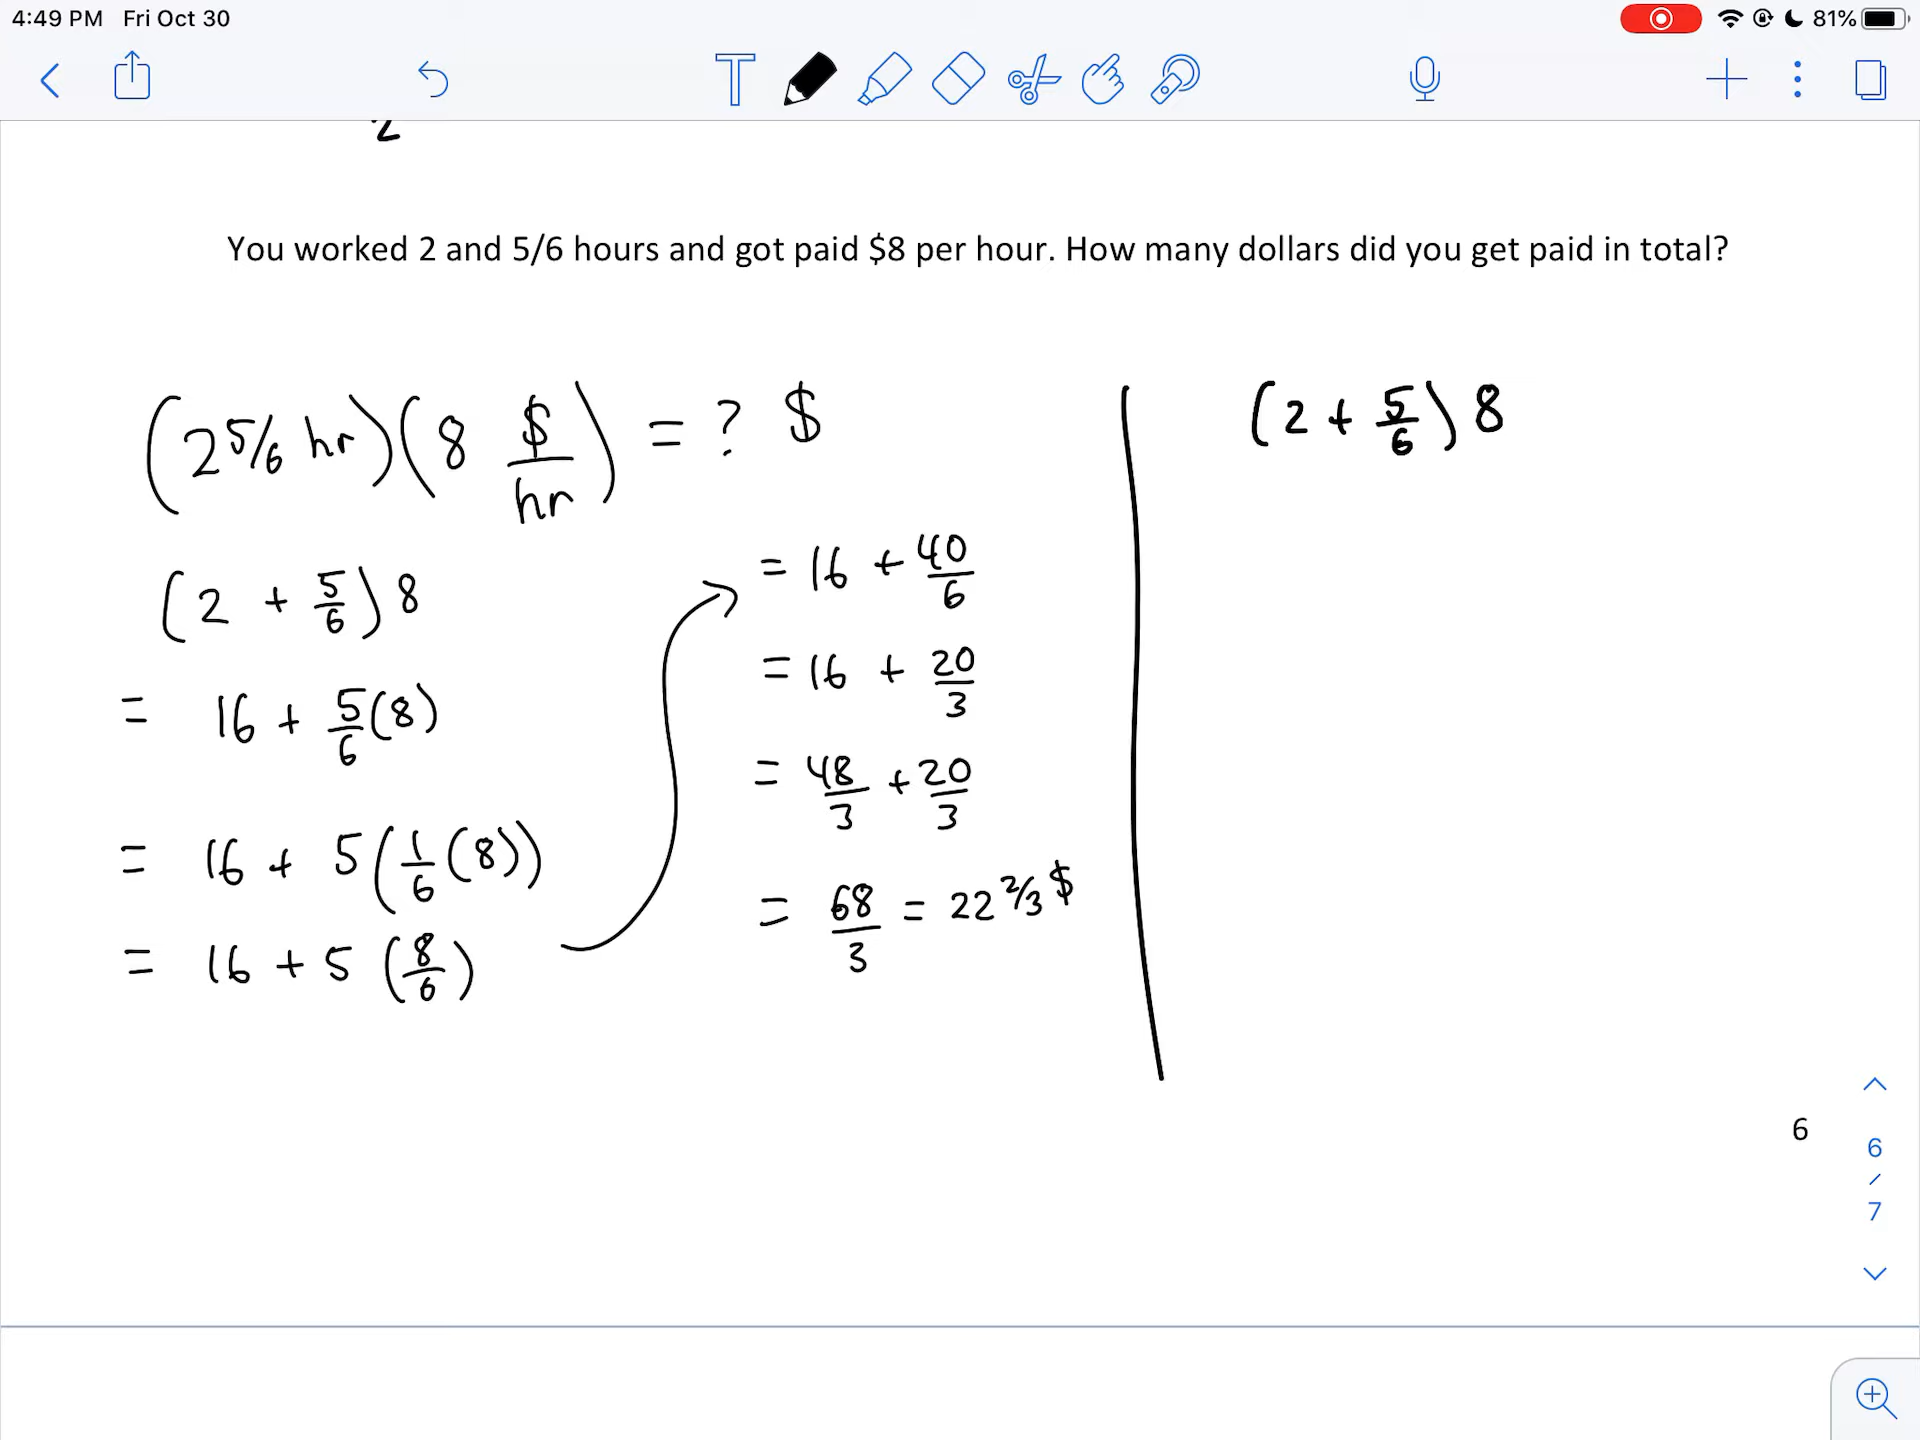 4:49 PM Fri Oct 30 81%
T
2
You worked 2 and 5/6 hours and got paid $8 per hour. How many dollars did you get paid in total?
(2 5/6 hr)(8 $/hr) = ? $
(2 + 5/6)8
= 16 + 5/6(8)
= 16 + 5(1/6(8))
= 16 + 5(8/6)
= 16 + 40/6
= 16 + 20/3
= 48/3 + 20/3
= 68/3 = 22 2/3 $
(2 + 5/6)8
6
6
/
7